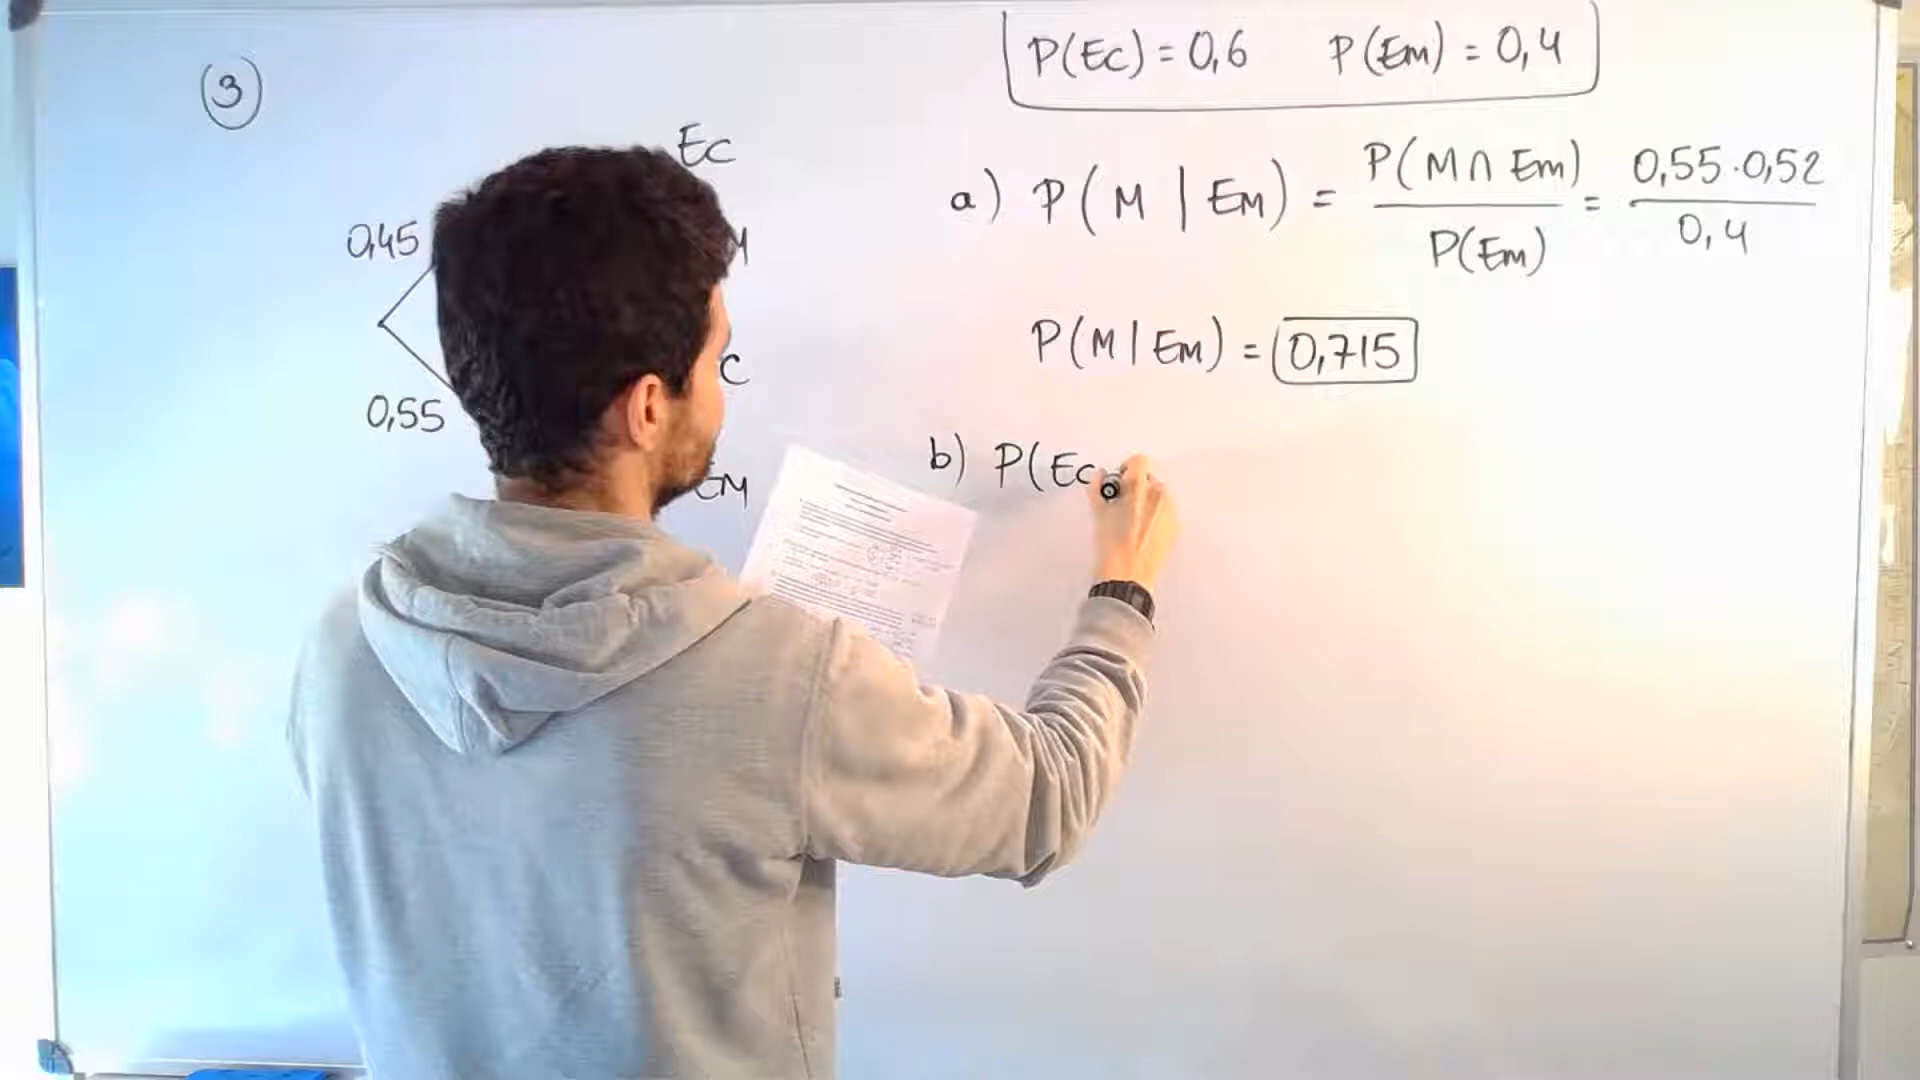 (3)
P(Ec) = 0,6 P(Em) = 0,4
Ec
a) P(M | Em) = P(M∩Em) / P(Em) = 0,55·0,52 / 0,4
0,45
P(M | Em) = 0,715
0,55
b) P(Ec
Em